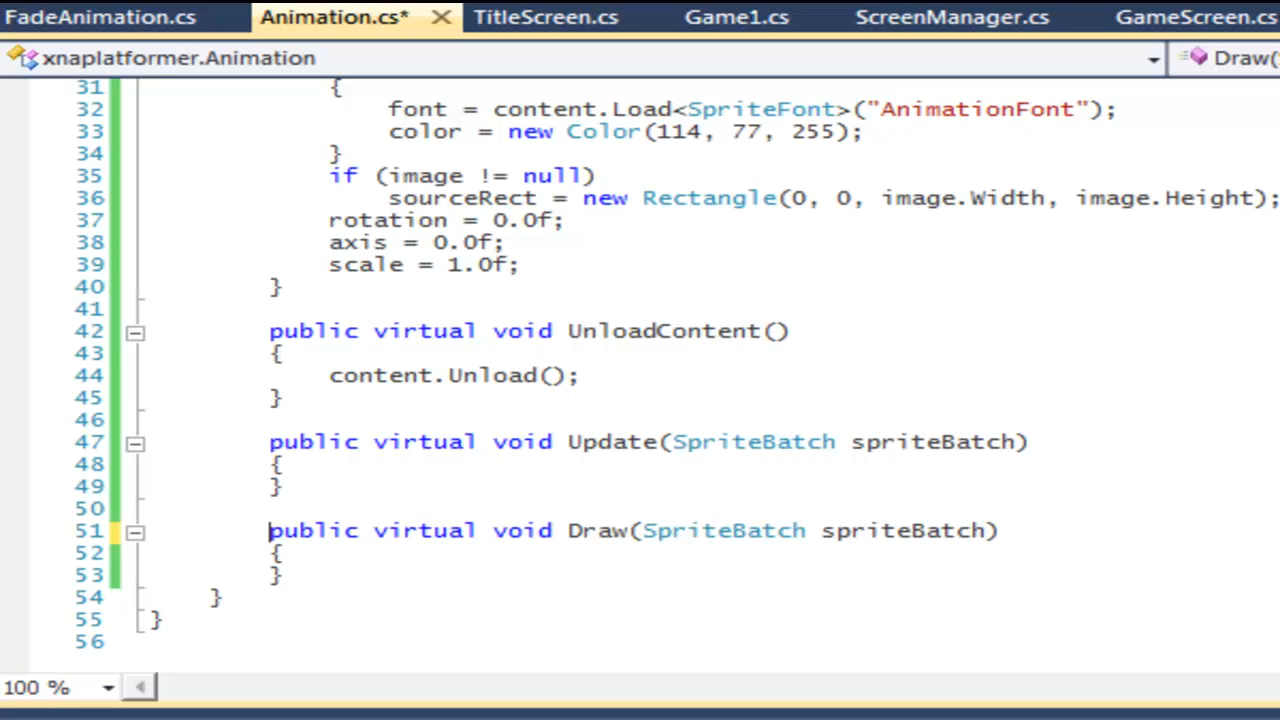 FadeAnimation.cs Animation.cs* TitleScreen.cs Game1.cs ScreenManager.cs GameScreen.cs
xnaplatformer.Animation Draw(
31 {
32 font = content.Load<SpriteFont>("AnimationFont");
33 color = new Color(114, 77, 255);
34 }
35 if (image != null)
36 sourceRect = new Rectangle(0, 0, image.Width, image.Height);
37 rotation = 0.0f;
38 axis = 0.0f;
39 scale = 1.0f;
40 }
41
42 public virtual void UnloadContent()
43 {
44 content.Unload();
45 }
46
47 public virtual void Update(SpriteBatch spriteBatch)
48 {
49 }
50
51 public virtual void Draw(SpriteBatch spriteBatch)
52 {
53 }
54 }
55 }
56
100 %